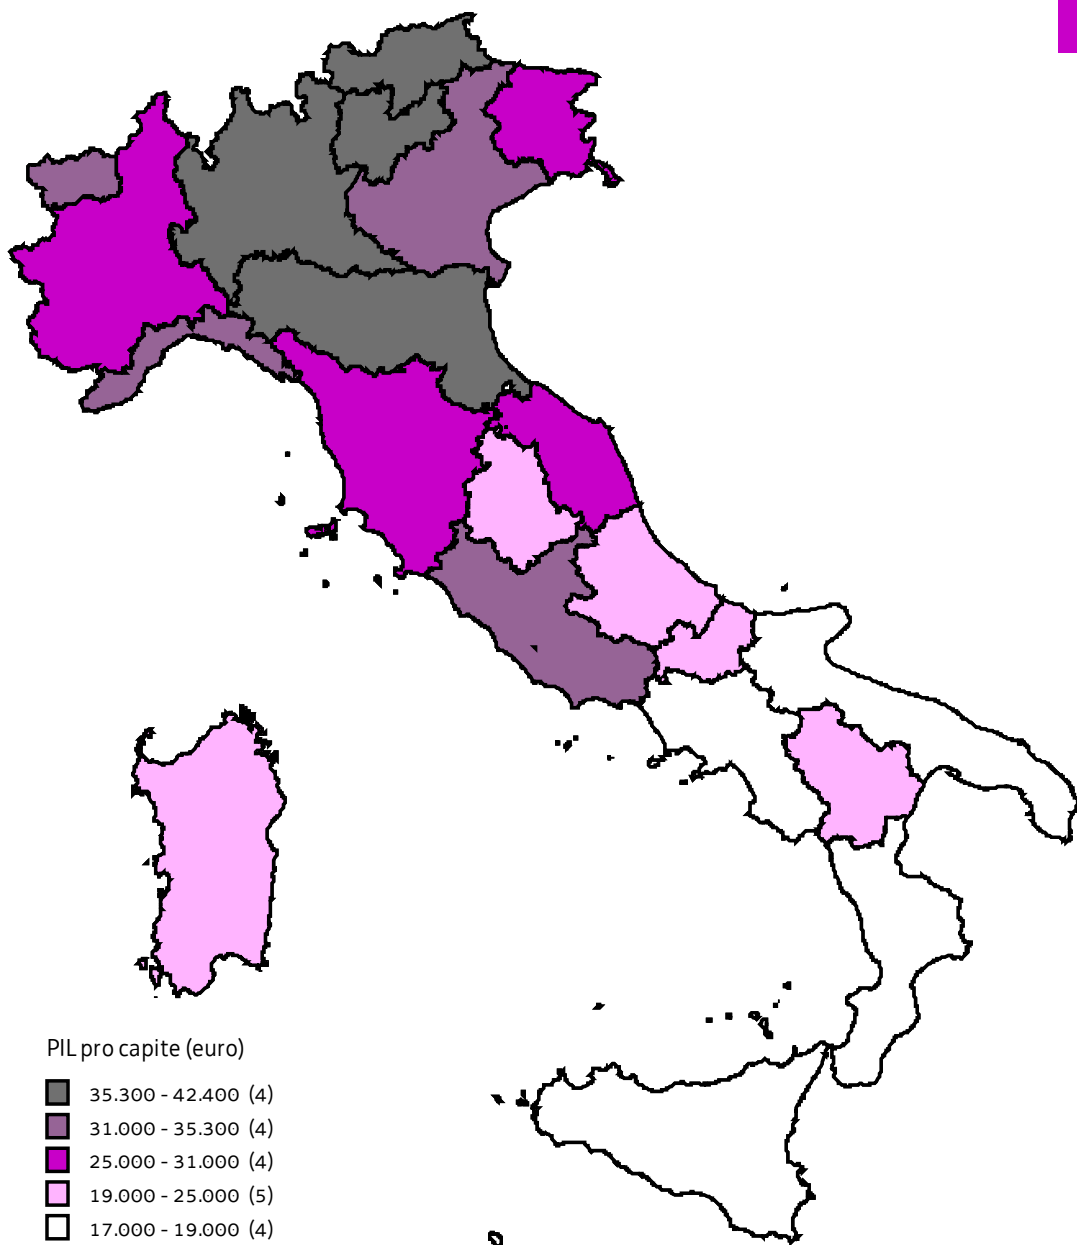 PIL pro capite (euro)
35.300 - 42.400 (4)
31.000 - 35.300 (4)
25.000 - 31.000 (4)
19.000 - 25.000 (5)
17.000 - 19.000 (4)